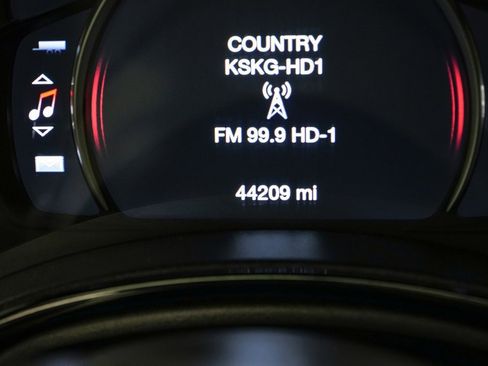 COUNTRY
KSKG-HD1
FM 99.9 HD-1
44209 mi